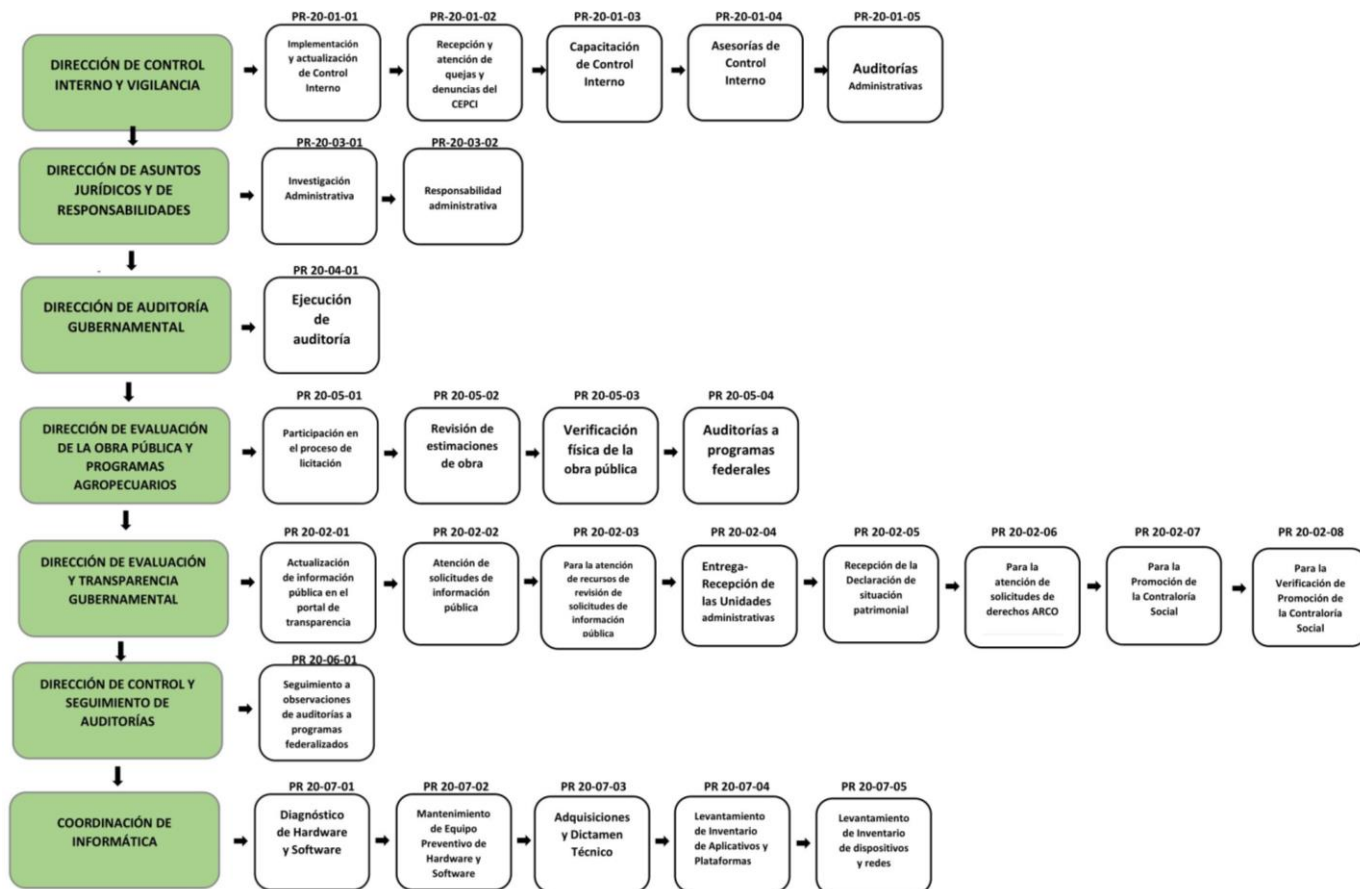 PR-20-01-01
PR-20-01-02
PR-20-01-03
PR-20-01-04
PR-20-01-05
DIRECCIÓN DE CONTROL
INTERNO Y VIGILANCIA
Implementación
y actualización
de Control
Interno
Recepción y
atención de
quejas y
denuncias del
CEPCI
Capacitación
de Control
Interno
Asesorías de
Control
Interno
Auditorías
Administrativas
PR-20-03-01
PR-20-03-02
DIRECCIÓN DE ASUNTOS
JURÍDICOS Y DE
RESPONSABILIDADES
Investigación
Administrativa
Responsabilidad
administrativa
PR 20-04-01
DIRECCIÓN DE AUDITORÍA
GUBERNAMENTAL
Ejecución
de
auditoría
PR 20-05-01
PR 20-05-02
PR 20-05-03
PR 20-05-04
DIRECCIÓN DE EVALUACIÓN
DE LA OBRA PÚBLICA Y
PROGRAMAS
AGROPECUARIOS
Participación en
el proceso de
licitación
Revisión de
estimaciones
de obra
Verificación
física de la
obra pública
Auditorías a
programas
federales
PR 20-02-01
PR 20-02-02
PR 20-02-03
PR 20-02-04
PR 20-02-05
PR 20-02-06
PR 20-02-07
PR 20-02-08
DIRECCIÓN DE EVALUACIÓN
Y TRANSPARENCIA
GUBERNAMENTAL
Actualización
de información
pública en el
portal de
transparencia
Atención de
solicitudes de
información
pública
Para la atención
de recursos de
revisión de
solicitudes de
información
pública
Entrega-
Recepción de
las Unidades
administrativas
Recepción de la
Declaración de
situación
patrimonial
Para la
atención de
solicitudes de
derechos ARCO
Para la
Promoción de
la Contraloría
Social
Para la
Verificación de
Promoción de
la Contraloría
Social
PR 20-06-01
DIRECCIÓN DE CONTROL Y
SEGUIMIENTO DE
AUDITORÍAS
Seguimiento a
observaciones
de auditorías a
programas
federalizados
PR 20-07-01
PR 20-07-02
PR 20-07-03
PR 20-07-04
PR 20-07-05
COORDINACIÓN DE
INFORMÁTICA
Diagnóstico
de Hardware
y Software
Mantenimiento
de Equipo
Preventivo de
Hardware y
Software
Adquisiciones
y Dictamen
Técnico
Levantamiento
de Inventario
de Aplicativos y
Plataformas
Levantamiento
de Inventario
de dispositivos
y redes